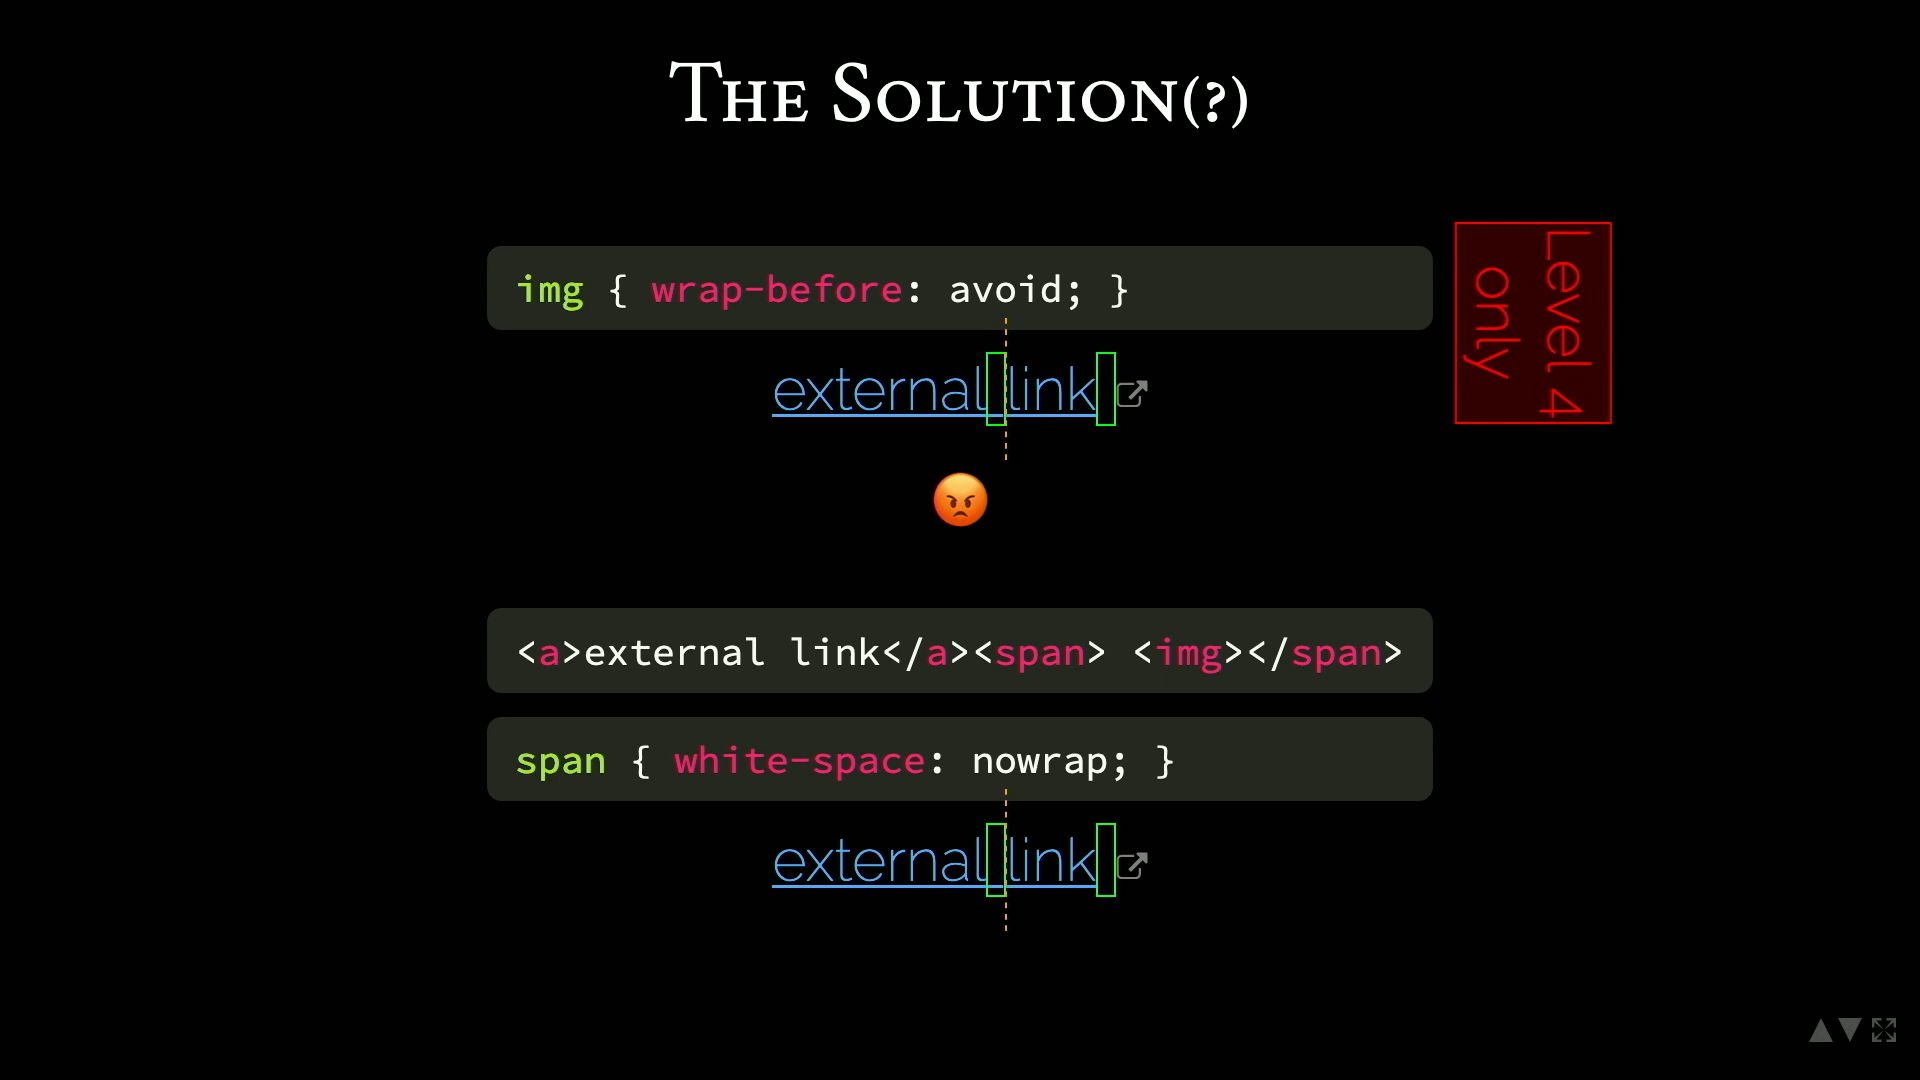 The Solution(?)
img { wrap-before: avoid; }
Level 4
only
external link
<a>external link</a><span> <img></span>
span { white-space: nowrap; }
external link